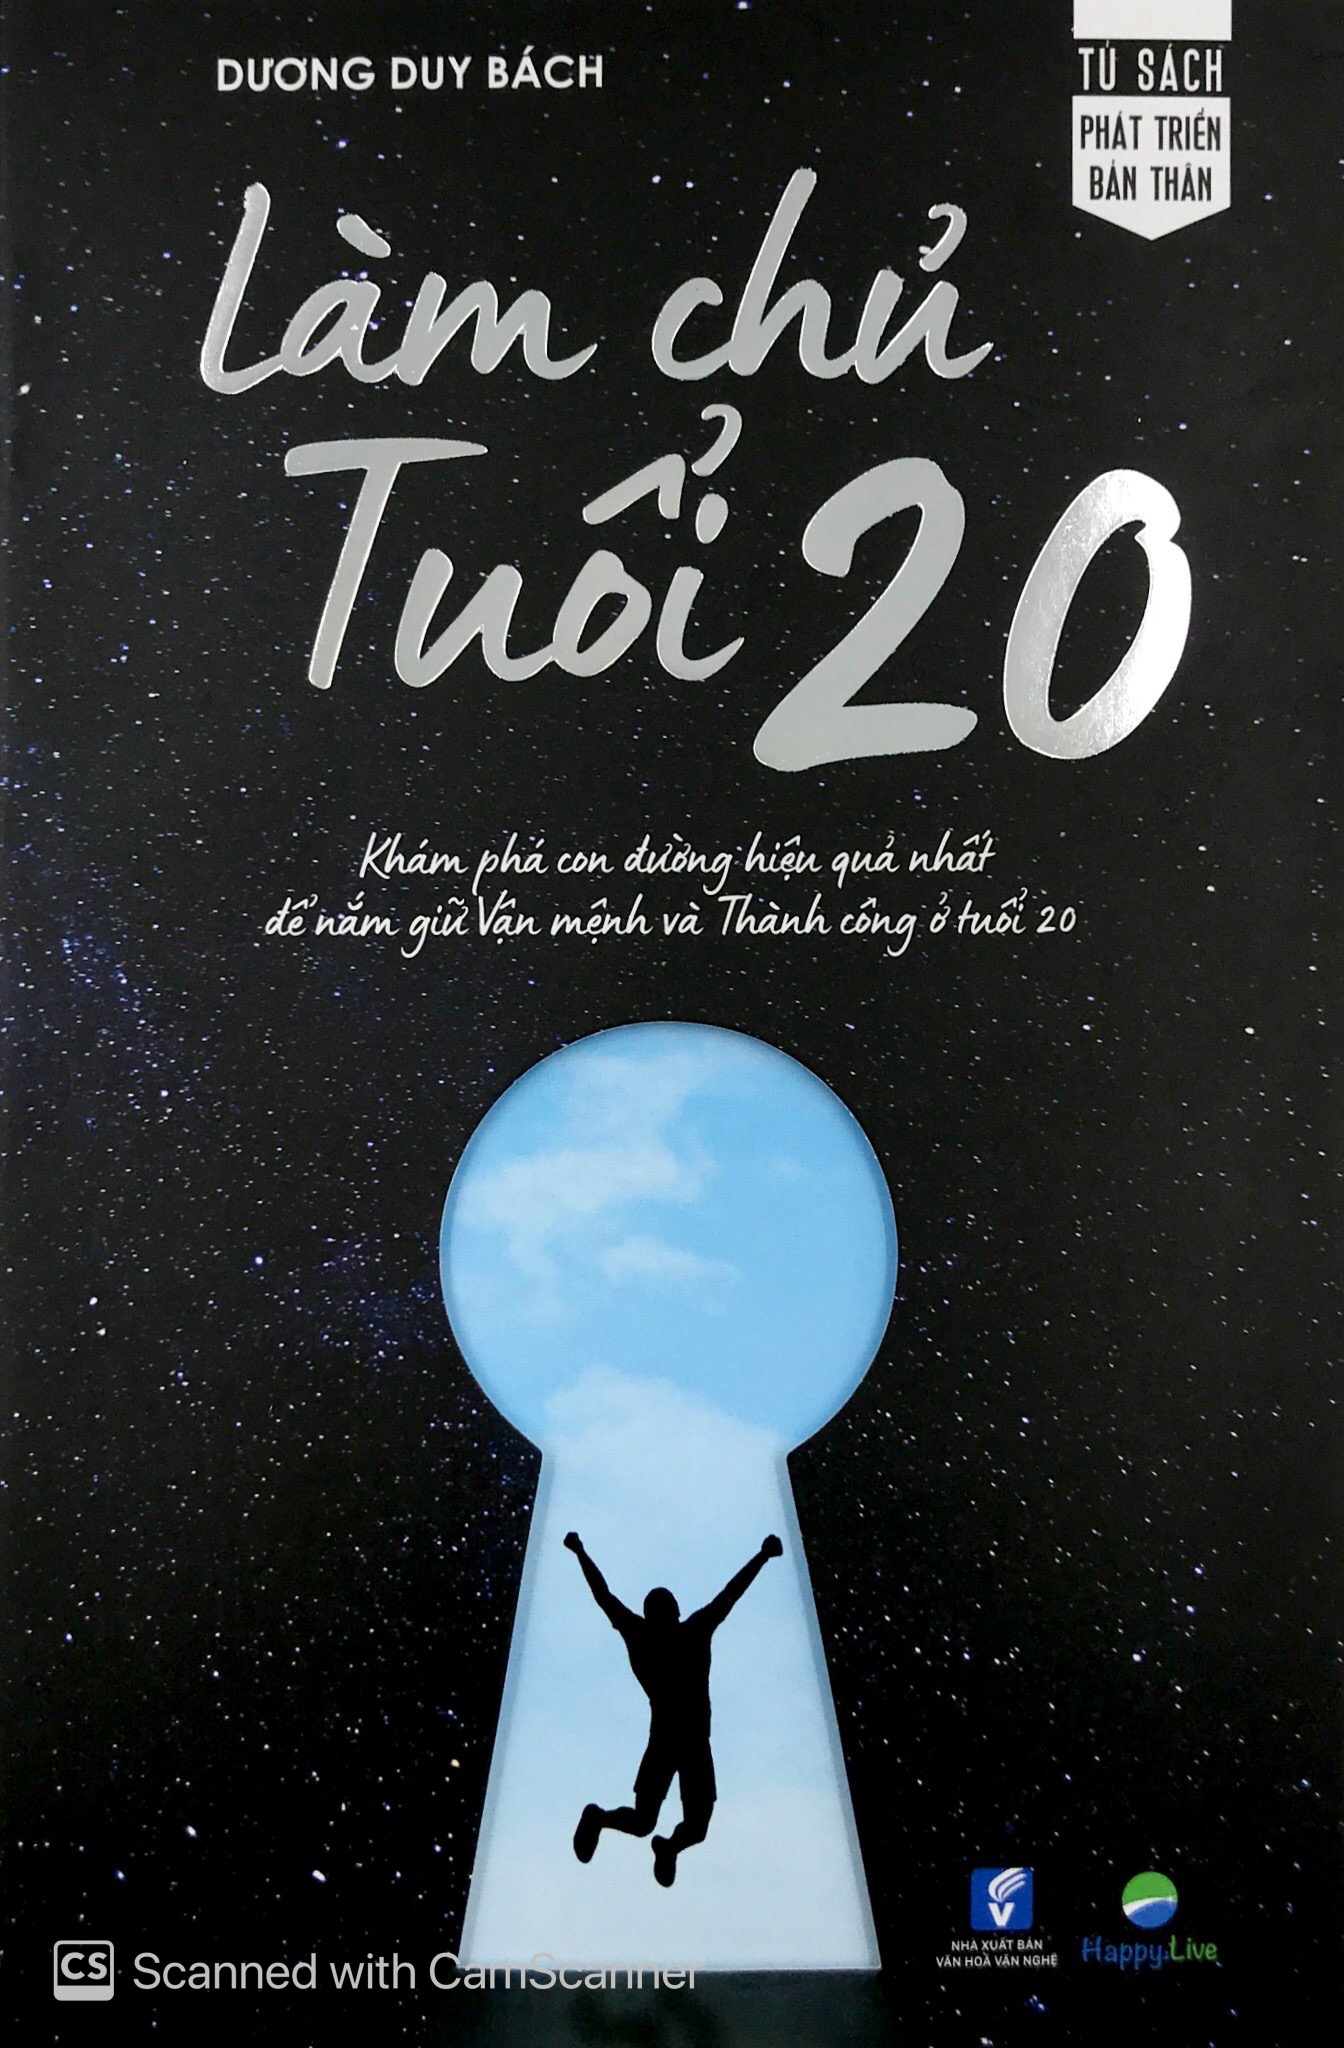 DƯƠNG DUY BÁCH
TỦ SÁCH
PHÁT TRIỂN
BẢN THÂN
Làm chủ
Tuổi 20
Khám phá con đường hiệu quả nhất
để nắm giữ Vận mệnh và Thành công ở tuổi 20
V
NHÀ XUẤT BẢN
VĂN HOÁ VĂN NGHỆ
Happy.Live
CS Scanned with CamScanner